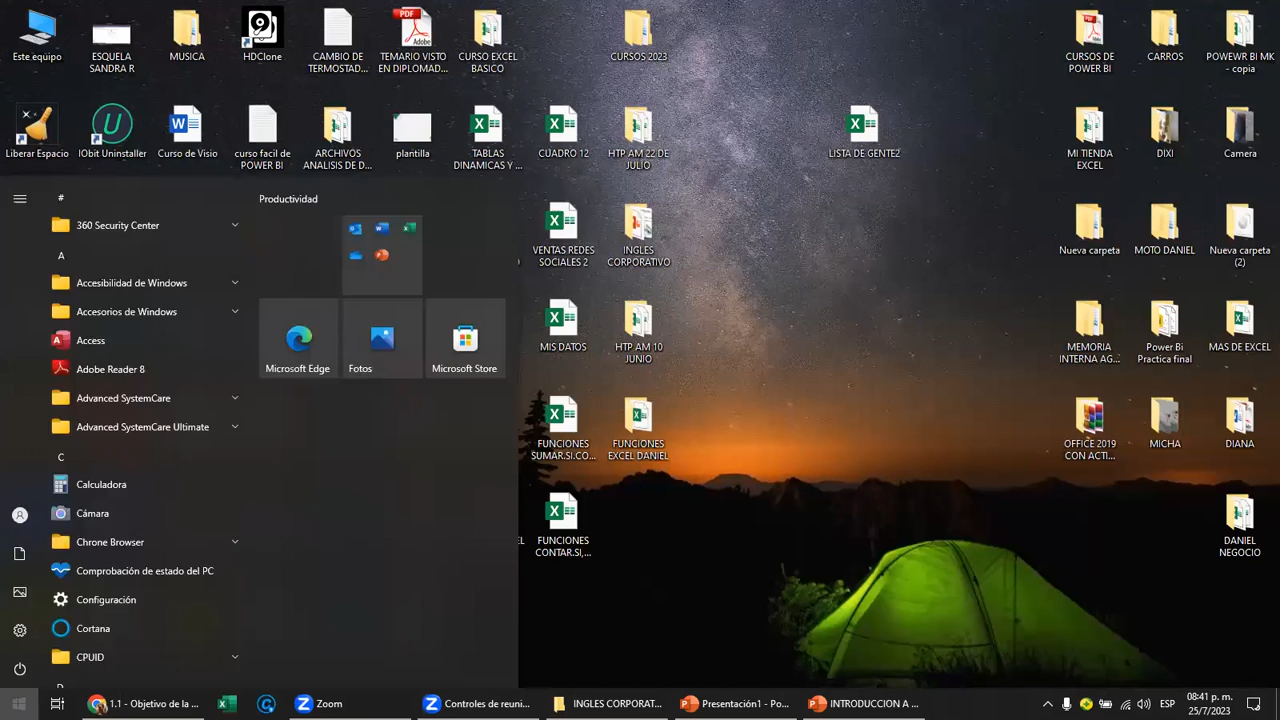 Este equipo
ESCUELA
SANDRA R
MUSICA
HDClone
CAMBIO DE
TERMOSTAD...
PDF
Adobe
TEMARIO VISTO
EN DIPLOMAD...
CURSO EXCEL
BASICO
CURSOS 2023
CURSOS DE
POWER BI
CARROS
POWEWR BI MK
- copia
Liberar Espacio
IObit Uninstaller
Curso de Visio
curso facil de
POWER BI
ARCHIVOS
ANALISIS DE D...
plantilla
TABLAS
DINAMICAS Y ...
CUADRO 12
HTP AM 22 DE
JULIO
LISTA DE GENTE2
MI TIENDA
EXCEL
DIXI
Camera
VENTAS REDES
SOCIALES 2
INGLES
CORPORATIVO
Nueva carpeta
MOTO DANIEL
Nueva carpeta
(2)
MIS DATOS
HTP AM 10
JUNIO
MEMORIA
INTERNA AG...
Power Bi
Practica final
MAS DE EXCEL
FUNCIONES
SUMAR.SI.CO...
FUNCIONES
EXCEL DANIEL
OFFICE 2019
CON ACTI...
MICHA
DIANA
FUNCIONES
CONTAR.SI,...
DANIEL
NEGOCIO
#
360 Security Center
A
Accesibilidad de Windows
Accesorios de Windows
Access
Adobe Reader 8
Advanced SystemCare
Advanced SystemCare Ultimate
C
Calculadora
Cámara
Chrone Browser
Comprobación de estado del PC
Configuración
Cortana
CPUID
Productividad
Microsoft Edge
Fotos
Microsoft Store
1.1 - Objetivo de la ...
Zoom
Controles de reuni...
INGLES CORPORAT...
Presentación1 - Po...
INTRODUCCION A ...
ESP
08:41 p. m.
25/7/2023